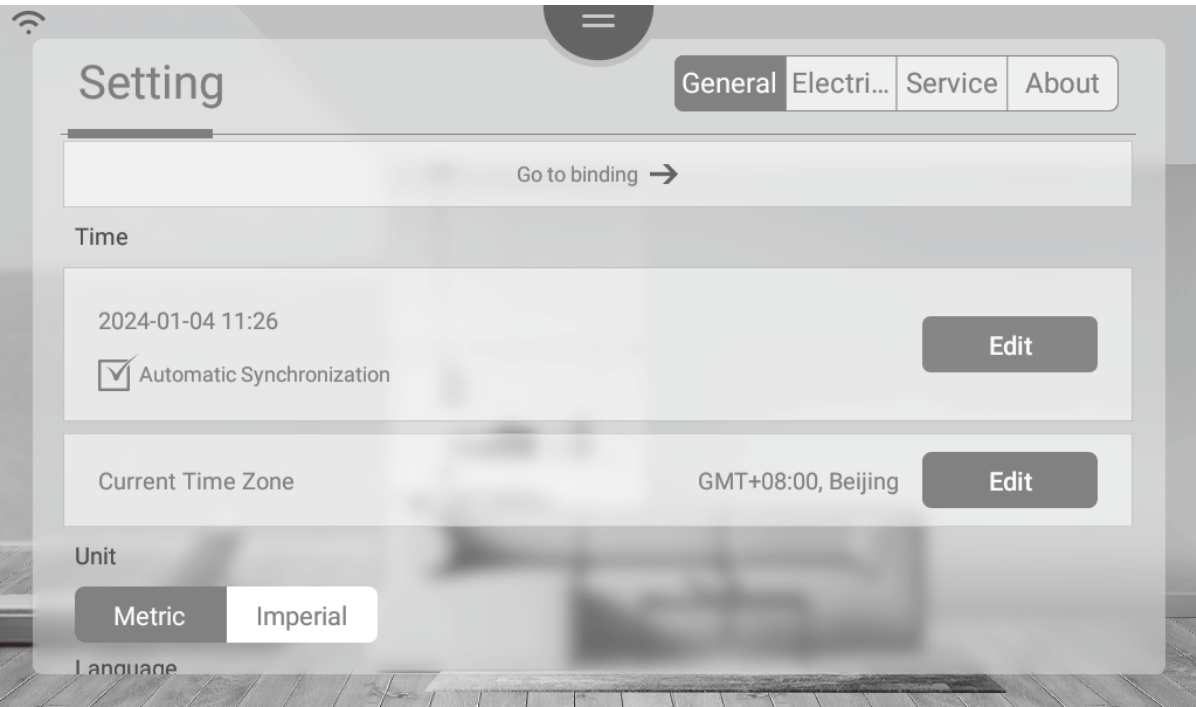 Setting
General Electri... Service About
Go to binding →
Time
2024-01-04 11:26
Automatic Synchronization
Edit
Current Time Zone GMT+08:00, Beijing Edit
Unit
Metric Imperial
Language